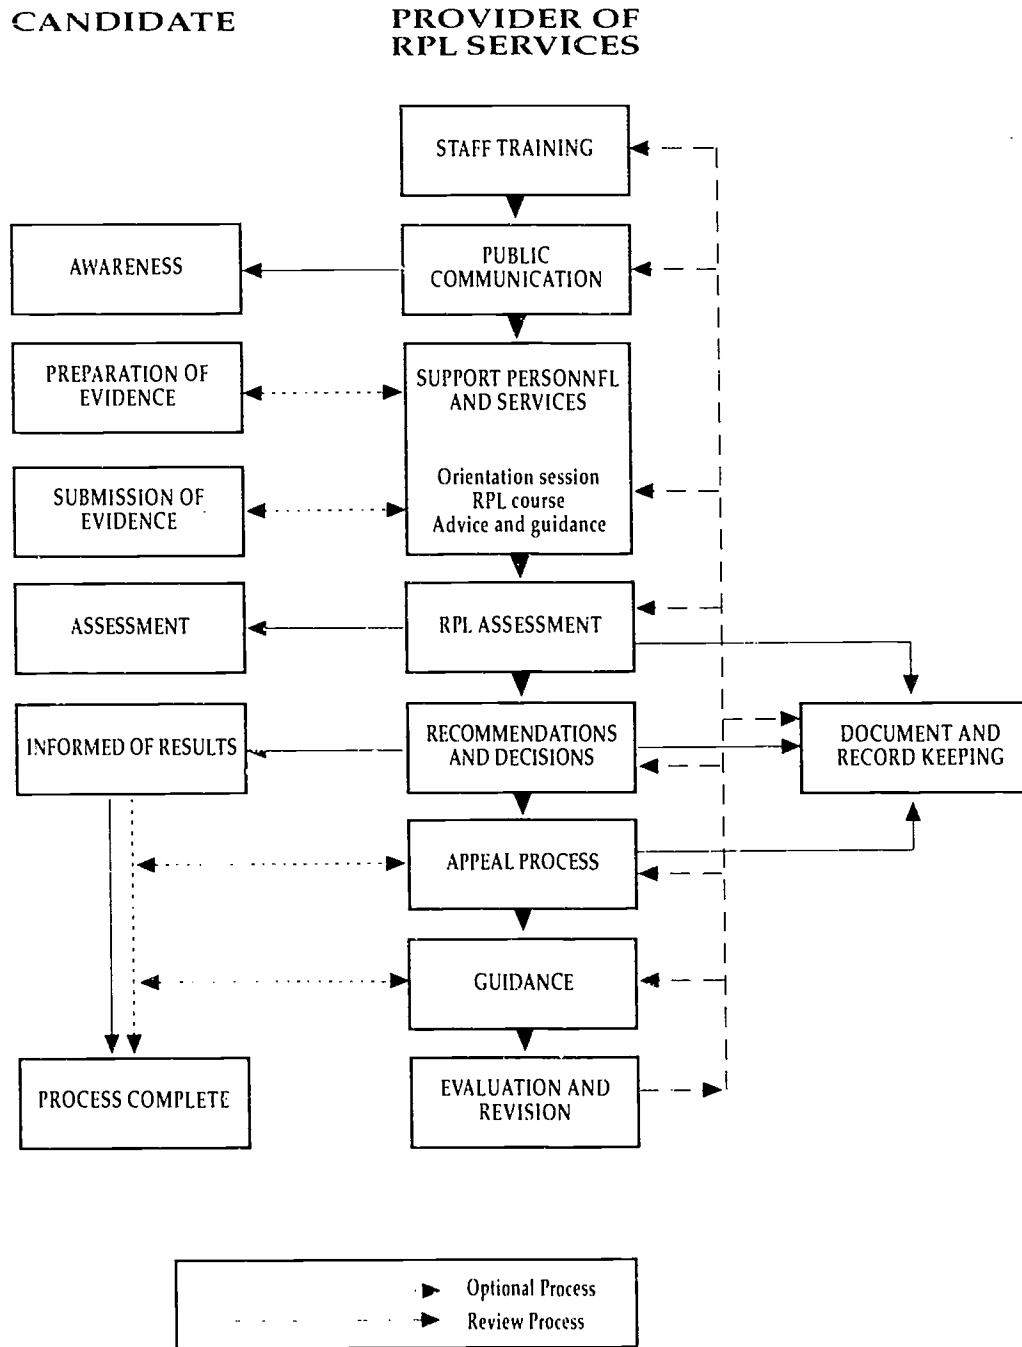 CANDIDATE
PROVIDER OF
RPL SERVICES
STAFF TRAINING
AWARENESS
PUBLIC
COMMUNICATION
PREPARATION OF
EVIDENCE
SUPPORT PERSONNFL
AND SERVICES
Orientation session
RPL course
Advice and guidance
SUBMISSION OF
EVIDENCE
ASSESSMENT
RPL ASSESSMENT
INFORMED OF RESULTS
RECOMMENDATIONS
AND DECISIONS
DOCUMENT AND
RECORD KEEPING
APPEAL PROCESS
GUIDANCE
PROCESS COMPLETE
EVALUATION AND
REVISION
Optional Process
Review Process